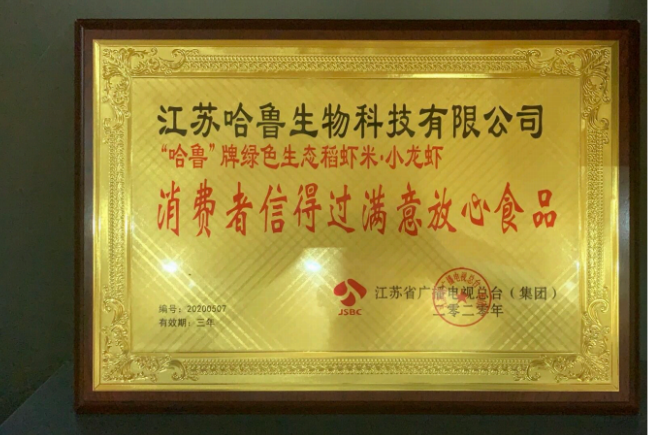 江苏哈鲁生物科技有限公司
“哈鲁”牌绿色生态稻虾米·小龙虾
消费者信得过满意放心食品
编号：20200507
有效期：三年
JSBC
江苏省广播电视总台（集团）
二零二零年